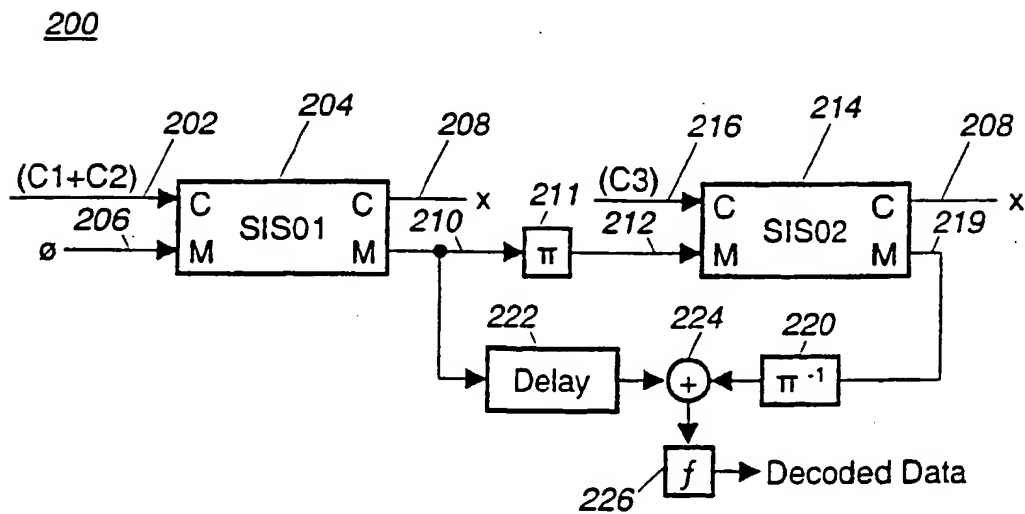 200
202
204
208
(C1+C2)
206
ø
C
M
SIS01
C
M
x
210
211
π
(C3)
216
212
214
C
M
SIS02
C
M
208
x
219
222
Delay
224
+
220
π -1
226
f
Decoded Data